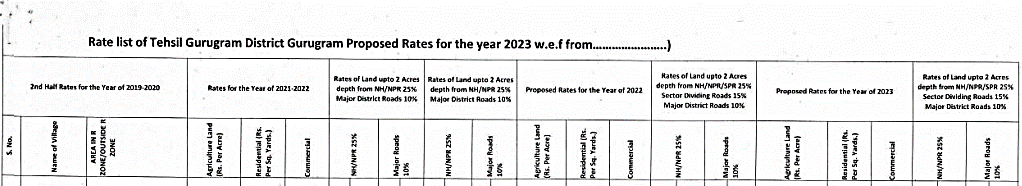 Rate list of Tehsil Gurugram District Gurugram Proposed Rates for the year 2023 w.e.f from........................)
2nd Half Rates for the Year of 2019-2020
Rates for the Year of 2021-2022
Rates of Land upto 2 Acres
depth from NH/NPR 25%
Major District Roads 10%
Rates of Land upto 2 Acres
depth from NH/NPR 25%
Major District Roads 10%
Proposed Rates for the Year of 2022
Rates of Land upto 2 Acres
depth from NH/NPR/SPR 25%
Sector Dividing Roads 15%
Major District Roads 10%
Proposed Rates for the Year of 2023
Rates of Land upto 2 Acres
depth from NH/NPR/SPR 25%
Sector Dividing Roads 15%
Major District Roads 10%
S. No.
Name of Village
AREA IN R
ZONE/OUTSIDE R
ZONE
Agriculture Land
(Rs. Per Acre)
Residential (Rs.
Per Sq. Yards.)
Commercial
NH/NPR 25%
Major Roads
10%
NH/NPR 25%
Major Roads
10%
Agriculture Land
(Rs. Per Acre)
Residential (Rs.
Per Sq. Yards.)
Commercial
NH/NPR 25%
Major Roads
10%
Agriculture Land
(Rs. Per Acre)
Residential (Rs.
Per Sq. Yards.)
Commercial
NH/NPR 25%
Major Roads
10%